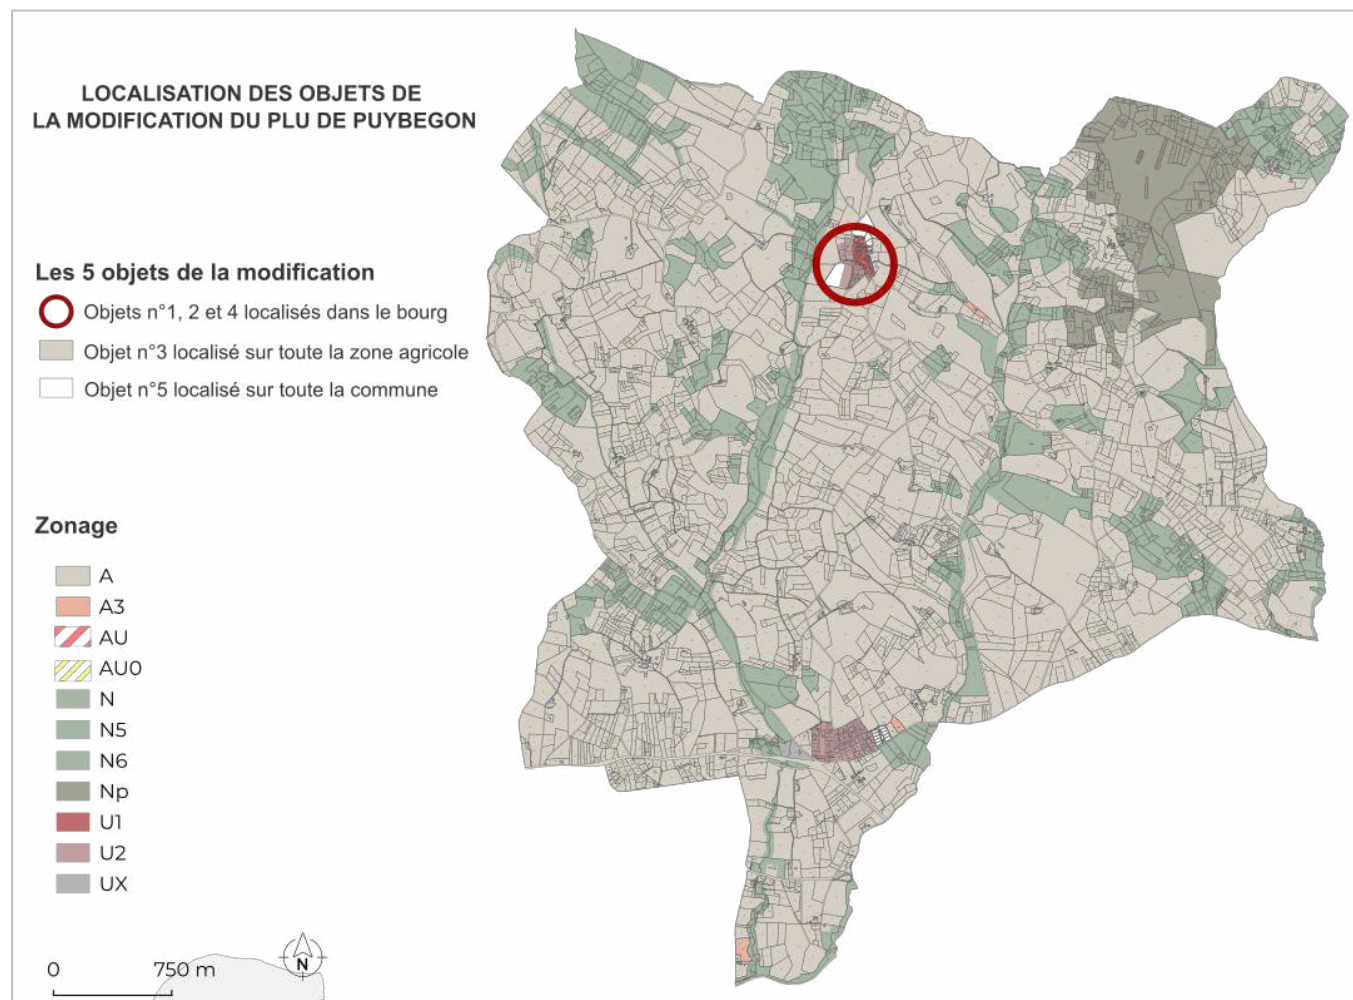 LOCALISATION DES OBJETS DE
LA MODIFICATION DU PLU DE PUYBEGON
Les 5 objets de la modification
Objets n°1, 2 et 4 localisés dans le bourg
Objet n°3 localisé sur toute la zone agricole
Objet n°5 localisé sur toute la commune
Zonage
A
A3
AU
AU0
N
N5
N6
Np
U1
U2
UX
N
0 750 m